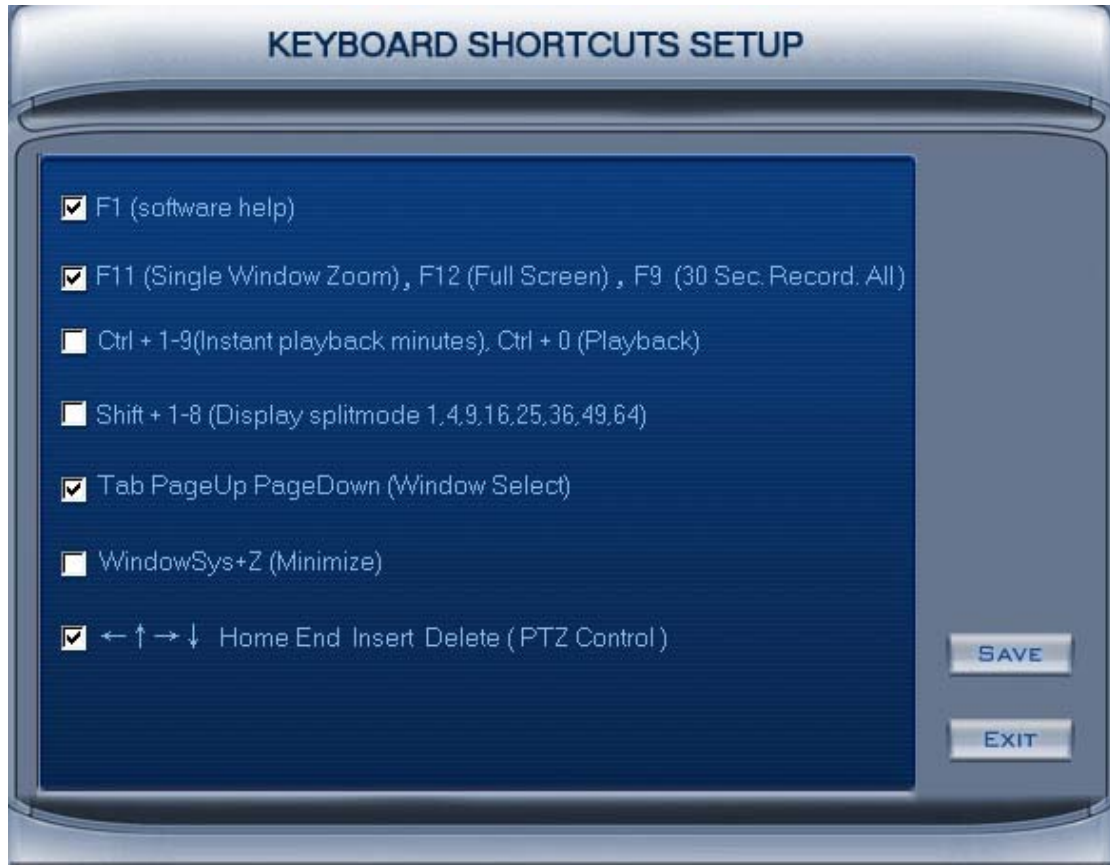 KEYBOARD SHORTCUTS SETUP
F1 (software help)
F11 (Single Window Zoom) , F12 (Full Screen) , F9 (30 Sec. Record. All)
Ctrl + 1-9(Instant playback minutes), Ctrl + 0 (Playback)
Shift + 1-8 (Display splitmode 1,4,9,16,25,36,49,64)
Tab PageUp PageDown (Window Select)
WindowSys+Z (Minimize)
←↑→↓ Home End Insert Delete ( PTZ Control )
SAVE
EXIT